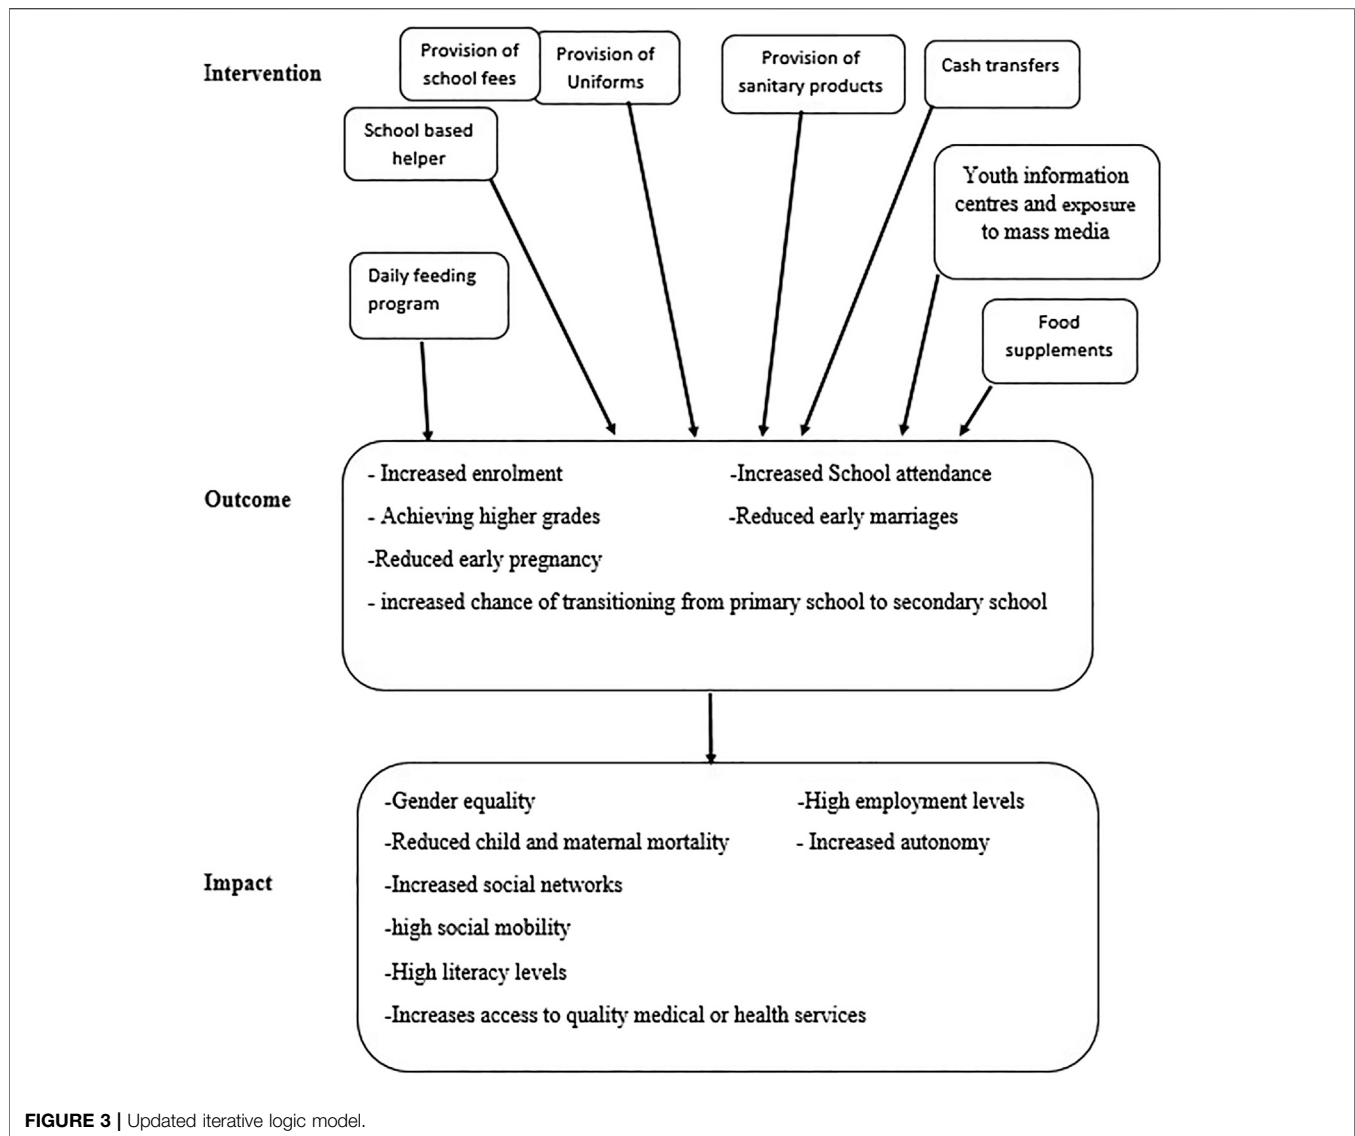 Intervention
Provision of
school fees
Provision of
Uniforms
Provision of
sanitary products
Cash transfers
School based
helper
Youth information
centres and exposure
to mass media
Daily feeding
program
Food
supplements
Outcome
- Increased enrolment
-Increased School attendance
- Achieving higher grades
-Reduced early marriages
-Reduced early pregnancy
- increased chance of transitioning from primary school to secondary school
Impact
-Gender equality
-High employment levels
-Reduced child and maternal mortality
- Increased autonomy
-Increased social networks
-high social mobility
-High literacy levels
-Increases access to quality medical or health services
FIGURE 3 | Updated iterative logic model.